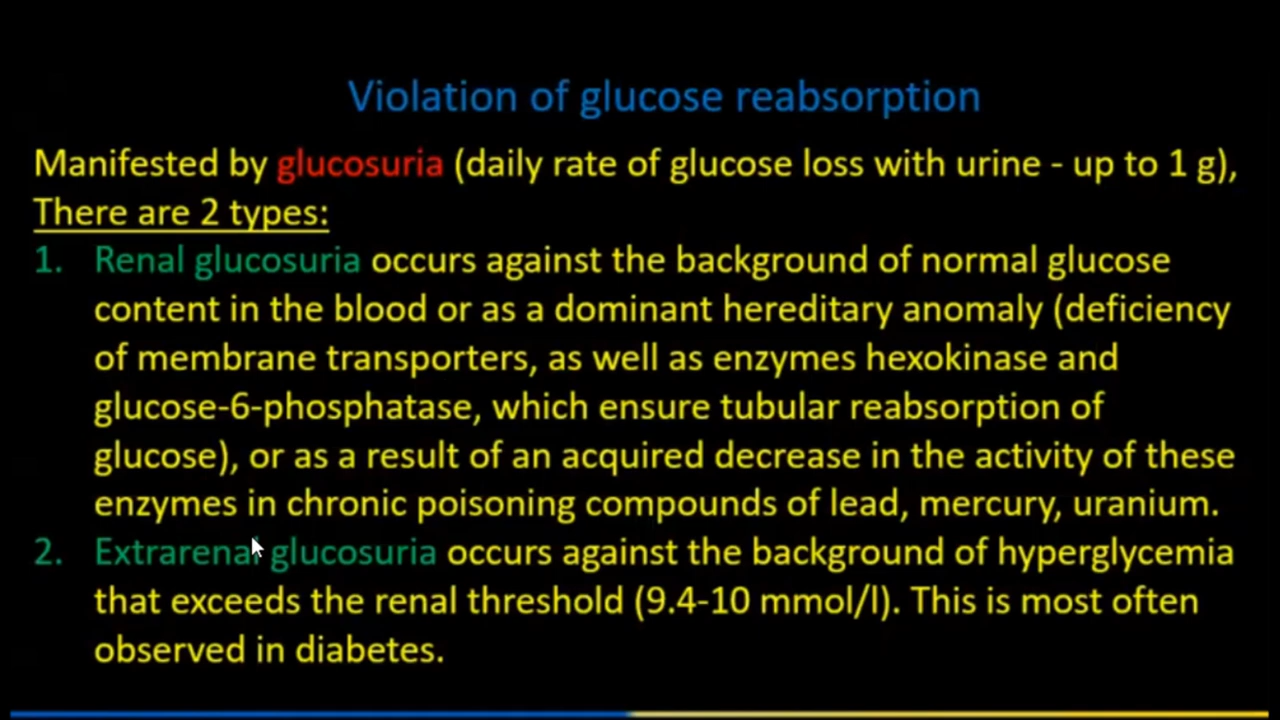 Violation of glucose reabsorption
Manifested by glucosuria (daily rate of glucose loss with urine - up to 1 g),
There are 2 types:
1. Renal glucosuria occurs against the background of normal glucose
content in the blood or as a dominant hereditary anomaly (deficiency
of membrane transporters, as well as enzymes hexokinase and
glucose-6-phosphatase, which ensure tubular reabsorption of
glucose), or as a result of an acquired decrease in the activity of these
enzymes in chronic poisoning compounds of lead, mercury, uranium.
2. Extrarenal glucosuria occurs against the background of hyperglycemia
that exceeds the renal threshold (9.4-10 mmol/l). This is most often
observed in diabetes.